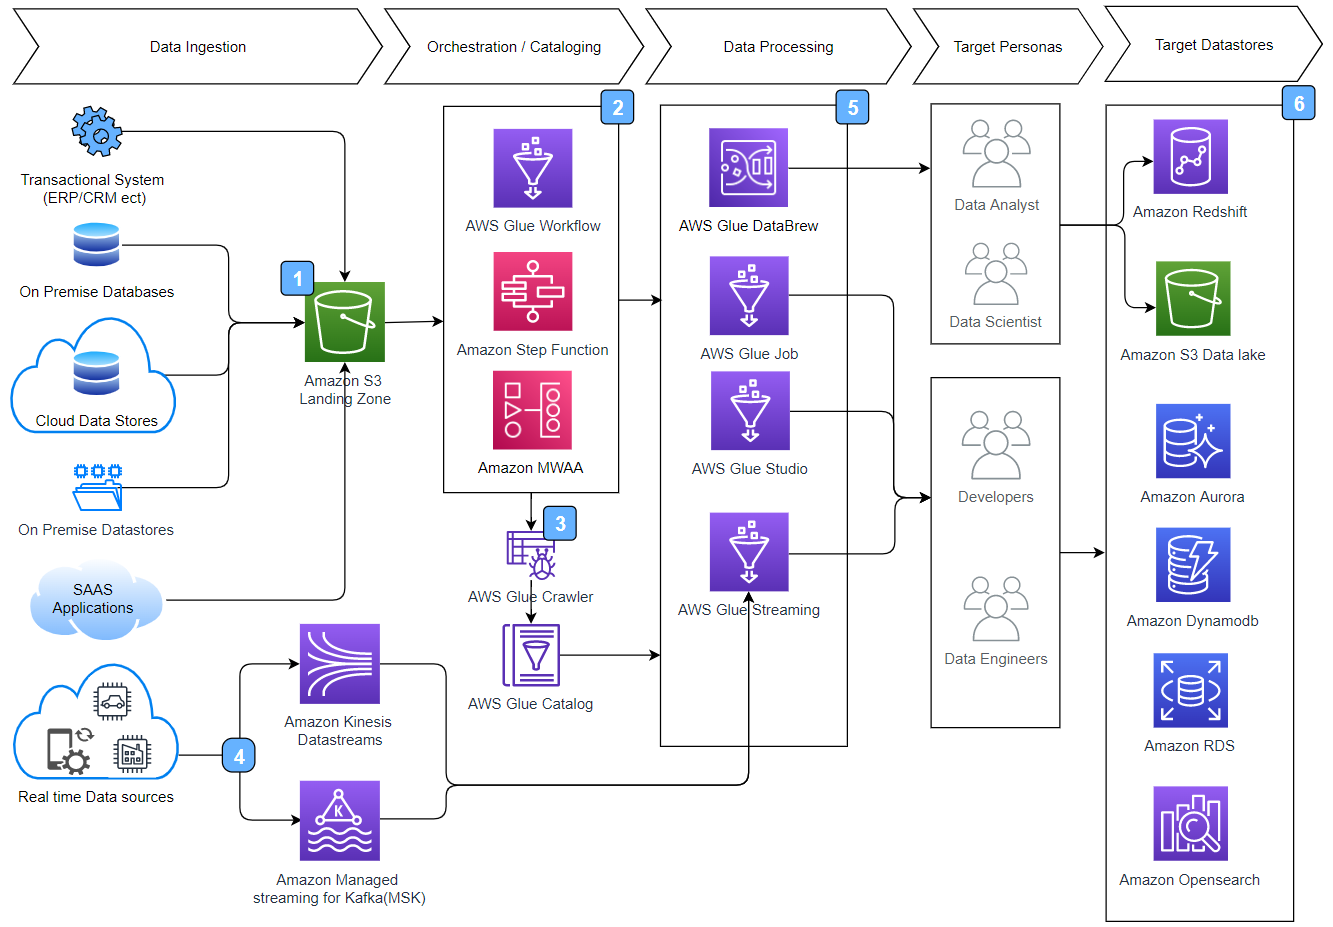 Data Ingestion
Orchestration / Cataloging
Data Processing
Target Personas
Target Datastores
Transactional System
(ERP/CRM ect)
On Premise Databases
Cloud Data Stores
On Premise Datastores
SAAS
Applications
Real time Data sources
1
Amazon S3
Landing Zone
4
Amazon Kinesis
Datastreams
K
Amazon Managed
streaming for Kafka(MSK)
2
AWS Glue Workflow
Amazon Step Function
Amazon MWAA
3
AWS Glue Crawler
AWS Glue Catalog
5
AWS Glue DataBrew
AWS Glue Job
AWS Glue Studio
AWS Glue Streaming
Data Analyst
Data Scientist
Developers
Data Engineers
6
Amazon Redshift
Amazon S3 Data lake
Amazon Aurora
Amazon Dynamodb
Amazon RDS
Amazon Opensearch